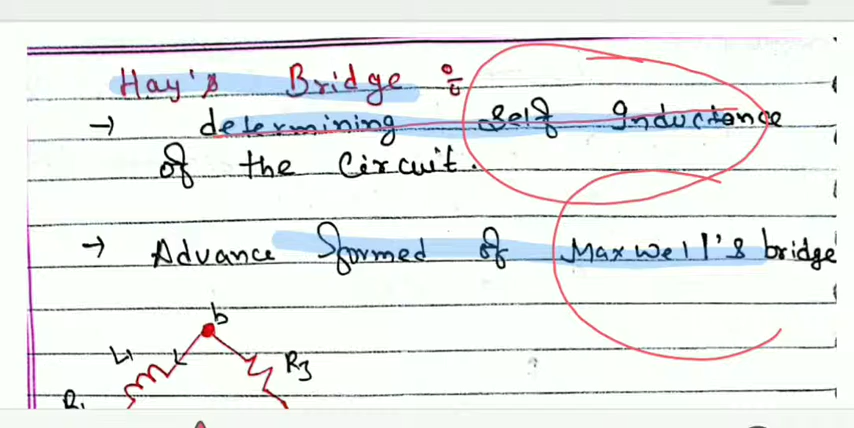 Hay's Bridge :
→ determining Self Inductance
of the Circuit.
→ Advance formed of Maxwell's bridge
b
L1
R3
R1